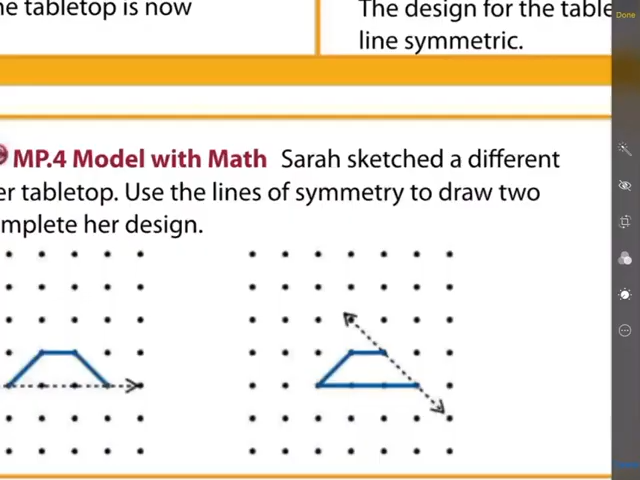 e tabletop is now
The design for the table
line symmetric.
MP.4 Model with Math Sarah sketched a different
er tabletop. Use the lines of symmetry to draw two
mplete her design.
Done